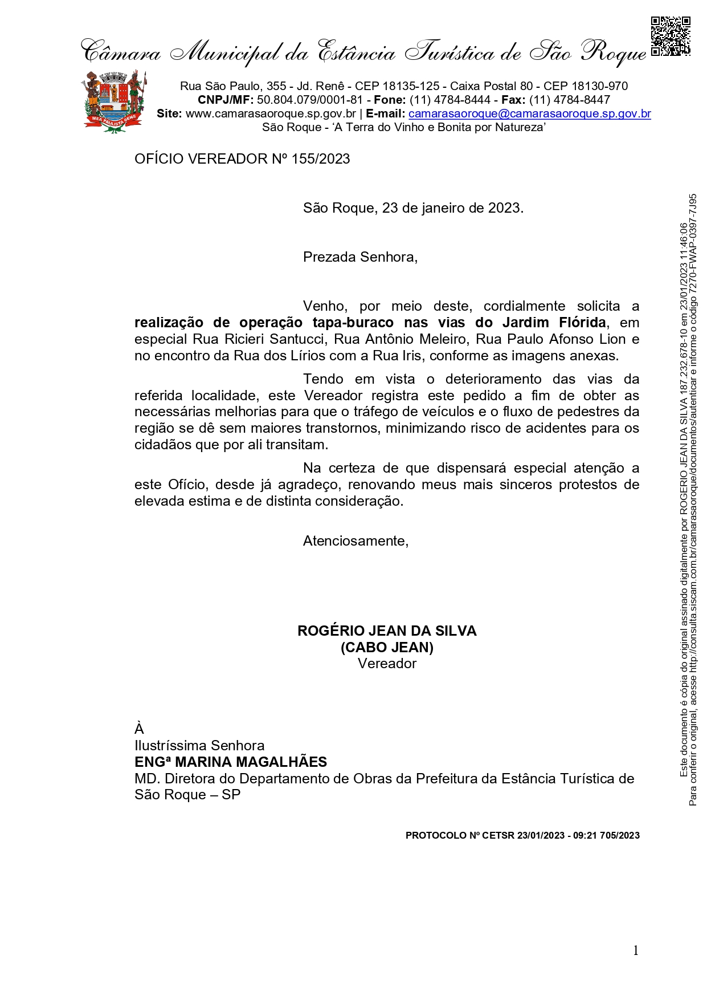 Câmara Municipal da Estância Turística de São Roque
Rua São Paulo, 355 - Jd. Renê - CEP 18135-125 - Caixa Postal 80 - CEP 18130-970
CNPJ/MF: 50.804.079/0001-81 - Fone: (11) 4784-8444 - Fax: (11) 4784-8447
Site: www.camarasaoroque.sp.gov.br | E-mail: camarasaoroque@camarasaoroque.sp.gov.br
São Roque - ‘A Terra do Vinho e Bonita por Natureza’
MEA PAULISTA GENS
OFÍCIO VEREADOR Nº 155/2023
São Roque, 23 de janeiro de 2023.
Prezada Senhora,
Venho, por meio deste, cordialmente solicita a
realização de operação tapa-buraco nas vias do Jardim Flórida, em
especial Rua Ricieri Santucci, Rua Antônio Meleiro, Rua Paulo Afonso Lion e
no encontro da Rua dos Lírios com a Rua Iris, conforme as imagens anexas.
Tendo em vista o deterioramento das vias da
referida localidade, este Vereador registra este pedido a fim de obter as
necessárias melhorias para que o tráfego de veículos e o fluxo de pedestres da
região se dê sem maiores transtornos, minimizando risco de acidentes para os
cidadãos que por ali transitam.
Na certeza de que dispensará especial atenção a
este Ofício, desde já agradeço, renovando meus mais sinceros protestos de
elevada estima e de distinta consideração.
Atenciosamente,
ROGÉRIO JEAN DA SILVA
(CABO JEAN)
Vereador
À
Ilustríssima Senhora
ENGª MARINA MAGALHÃES
MD. Diretora do Departamento de Obras da Prefeitura da Estância Turística de
São Roque – SP
PROTOCOLO Nº CETSR 23/01/2023 - 09:21 705/2023
1
Este documento é cópia do original assinado digitalmente por ROGERIO JEAN DA SILVA 187.232.678-10 em 23/01/2023 11:46:06
Para conferir o original, acesse http://consulta.siscam.com.br/camarasaoroque/documentos/autenticar e informe o código 7270-FWAP-0397-7J95